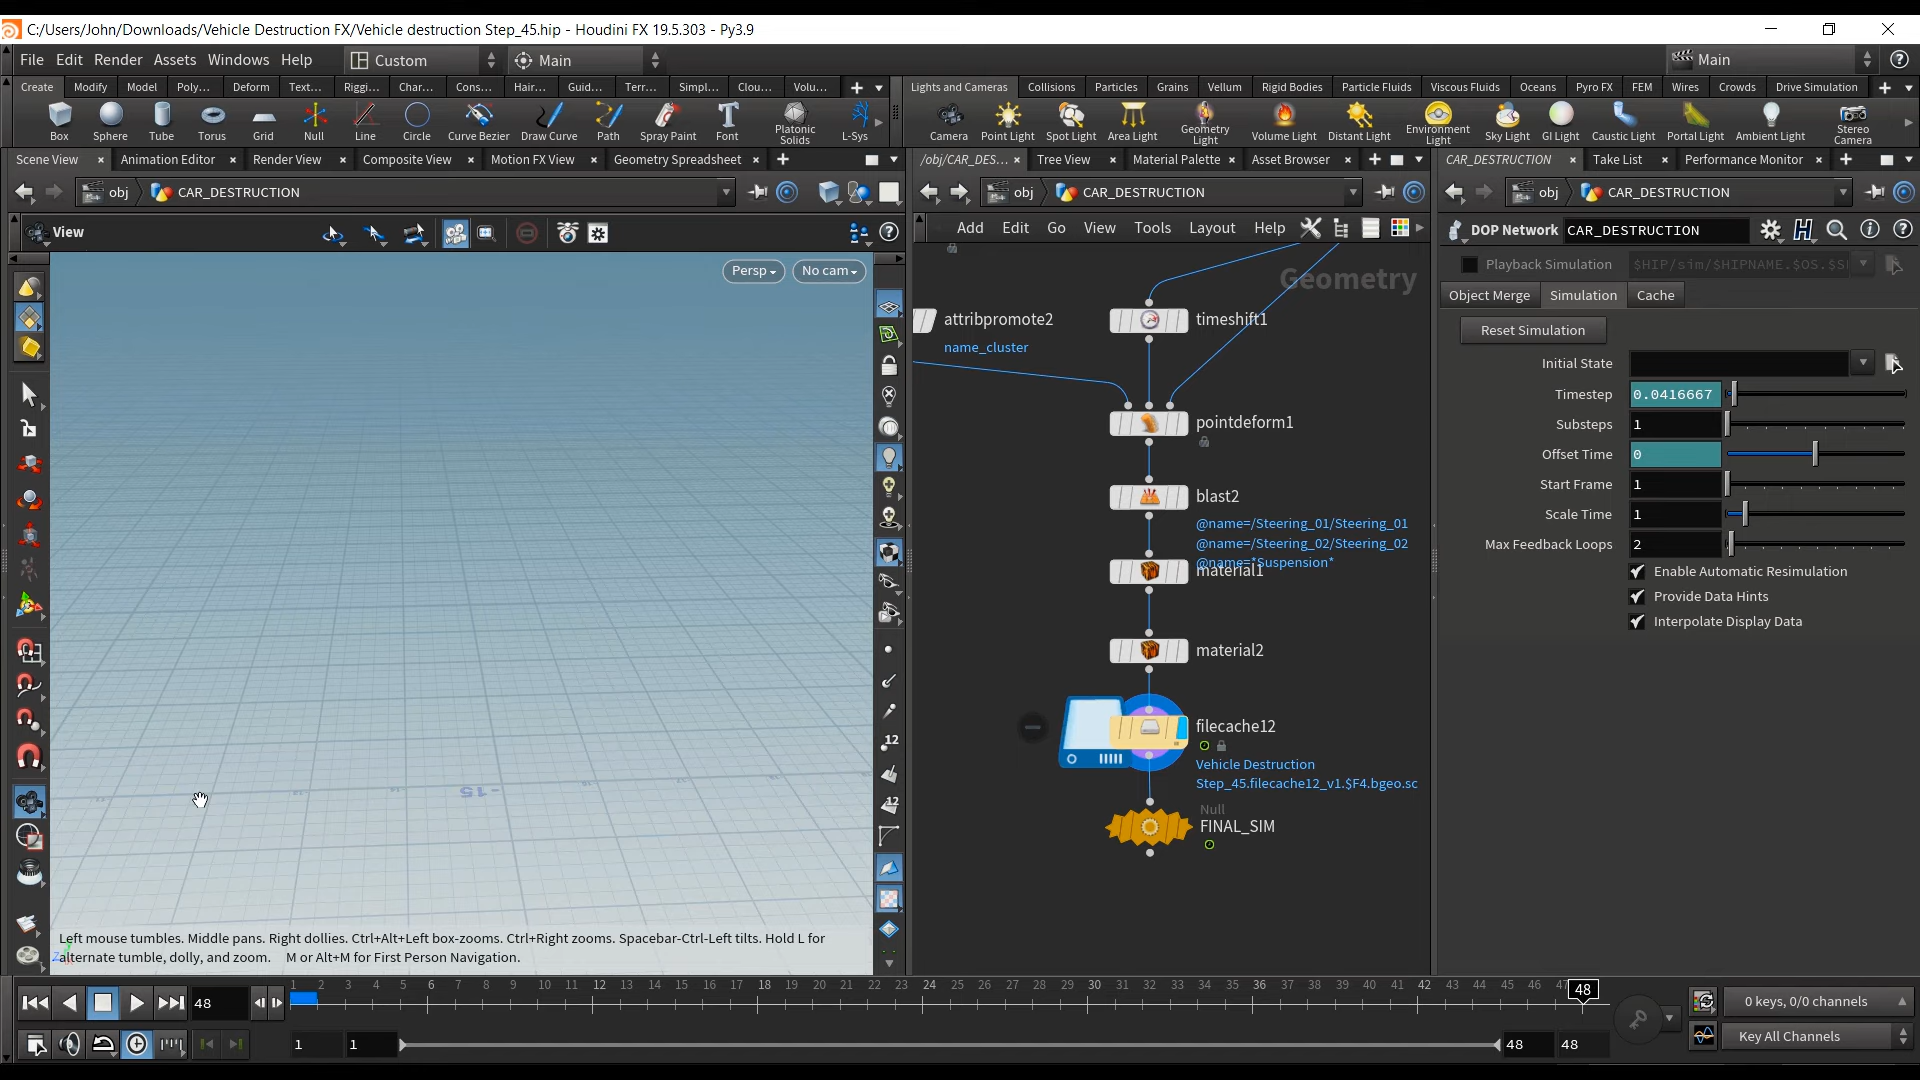 C:/Users/John/Downloads/Vehicle Destruction FX/Vehicle destruction Step_45.hip - Houdini FX 19.5.303 - Py3.9
File Edit Render Assets Windows Help Custom Main Main
Create Modify Model Poly... Deform Text... Riggi... Char... Cons... Hair... Guid... Terr... Simpl... Clou... Volu...
Lights and Cameras Collisions Particles Grains Vellum Rigid Bodies Particle Fluids Viscous Fluids Oceans Pyro FX FEM Wires Crowds Drive Simulation
Box Sphere Tube Torus Grid Null Line Circle Curve Bezier Draw Curve Path Spray Paint Font Platonic Solids L-Sys
Camera Point Light Spot Light Area Light Geometry Light Volume Light Distant Light Environment Light Sky Light GI Light Caustic Light Portal Light Ambient Light Stereo Camera
Scene View Animation Editor Render View Composite View Motion FX View Geometry Spreadsheet
/obj/CAR_DES... Tree View Material Palette Asset Browser
CAR_DESTRUCTION Take List Performance Monitor
obj CAR_DESTRUCTION
obj CAR_DESTRUCTION
obj CAR_DESTRUCTION
View
Add Edit Go View Tools Layout Help
DOP Network CAR_DESTRUCTION
Persp No cam
Geometry
Playback Simulation $HIP/sim/$HIPNAME.$OS.$S
Object Merge Simulation Cache
Reset Simulation
Initial State
Timestep 0.0416667
Substeps 1
Offset Time 0
Start Frame 1
Scale Time 1
Max Feedback Loops 2
Enable Automatic Resimulation
Provide Data Hints
Interpolate Display Data
attribpromote2
name_cluster
timeshift1
pointdeform1
blast2
@name=/Steering_01/Steering_01
@name=/Steering_02/Steering_02
@name=*Suspension*
material1
material2
filecache12
Vehicle Destruction
Step_45.filecache12_v1.$F4.bgeo.sc
Null
FINAL_SIM
12
12
-15
Left mouse tumbles. Middle pans. Right dollies. Ctrl+Alt+Left box-zooms. Ctrl+Right zooms. Spacebar-Ctrl-Left tilts. Hold L for
alternate tumble, dolly, and zoom. M or Alt+M for First Person Navigation.
48
1 2 3 4 5 6 7 8 9 10 11 12 13 14 15 16 17 18 19 20 21 22 23 24 25 26 27 28 29 30 31 32 33 34 35 36 37 38 39 40 41 42 43 44 45 46 47 48
0 keys, 0/0 channels
1 1 48 48
Key All Channels